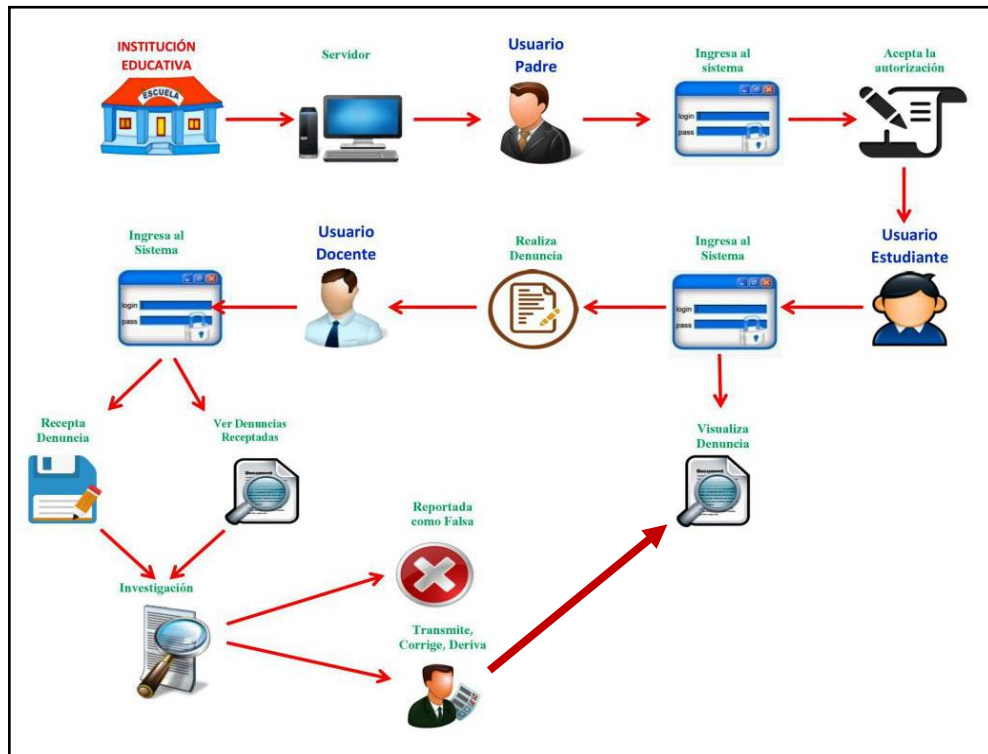 INSTITUCIÓN
EDUCATIVA
ESCUELA
Servidor
Usuario
Padre
Ingresa al
sistema
login
pass
Acepta la
autorización
Ingresa al
Sistema
login
pass
Usuario
Docente
Realiza
Denuncia
Ingresa al
Sistema
login
pass
Usuario
Estudiante
Recepta
Denuncia
Ver Denuncias
Receptadas
Document
Visualiza
Denuncia
Document
Investigación
Reportada
como Falsa
Transmite,
Corrige, Deriva